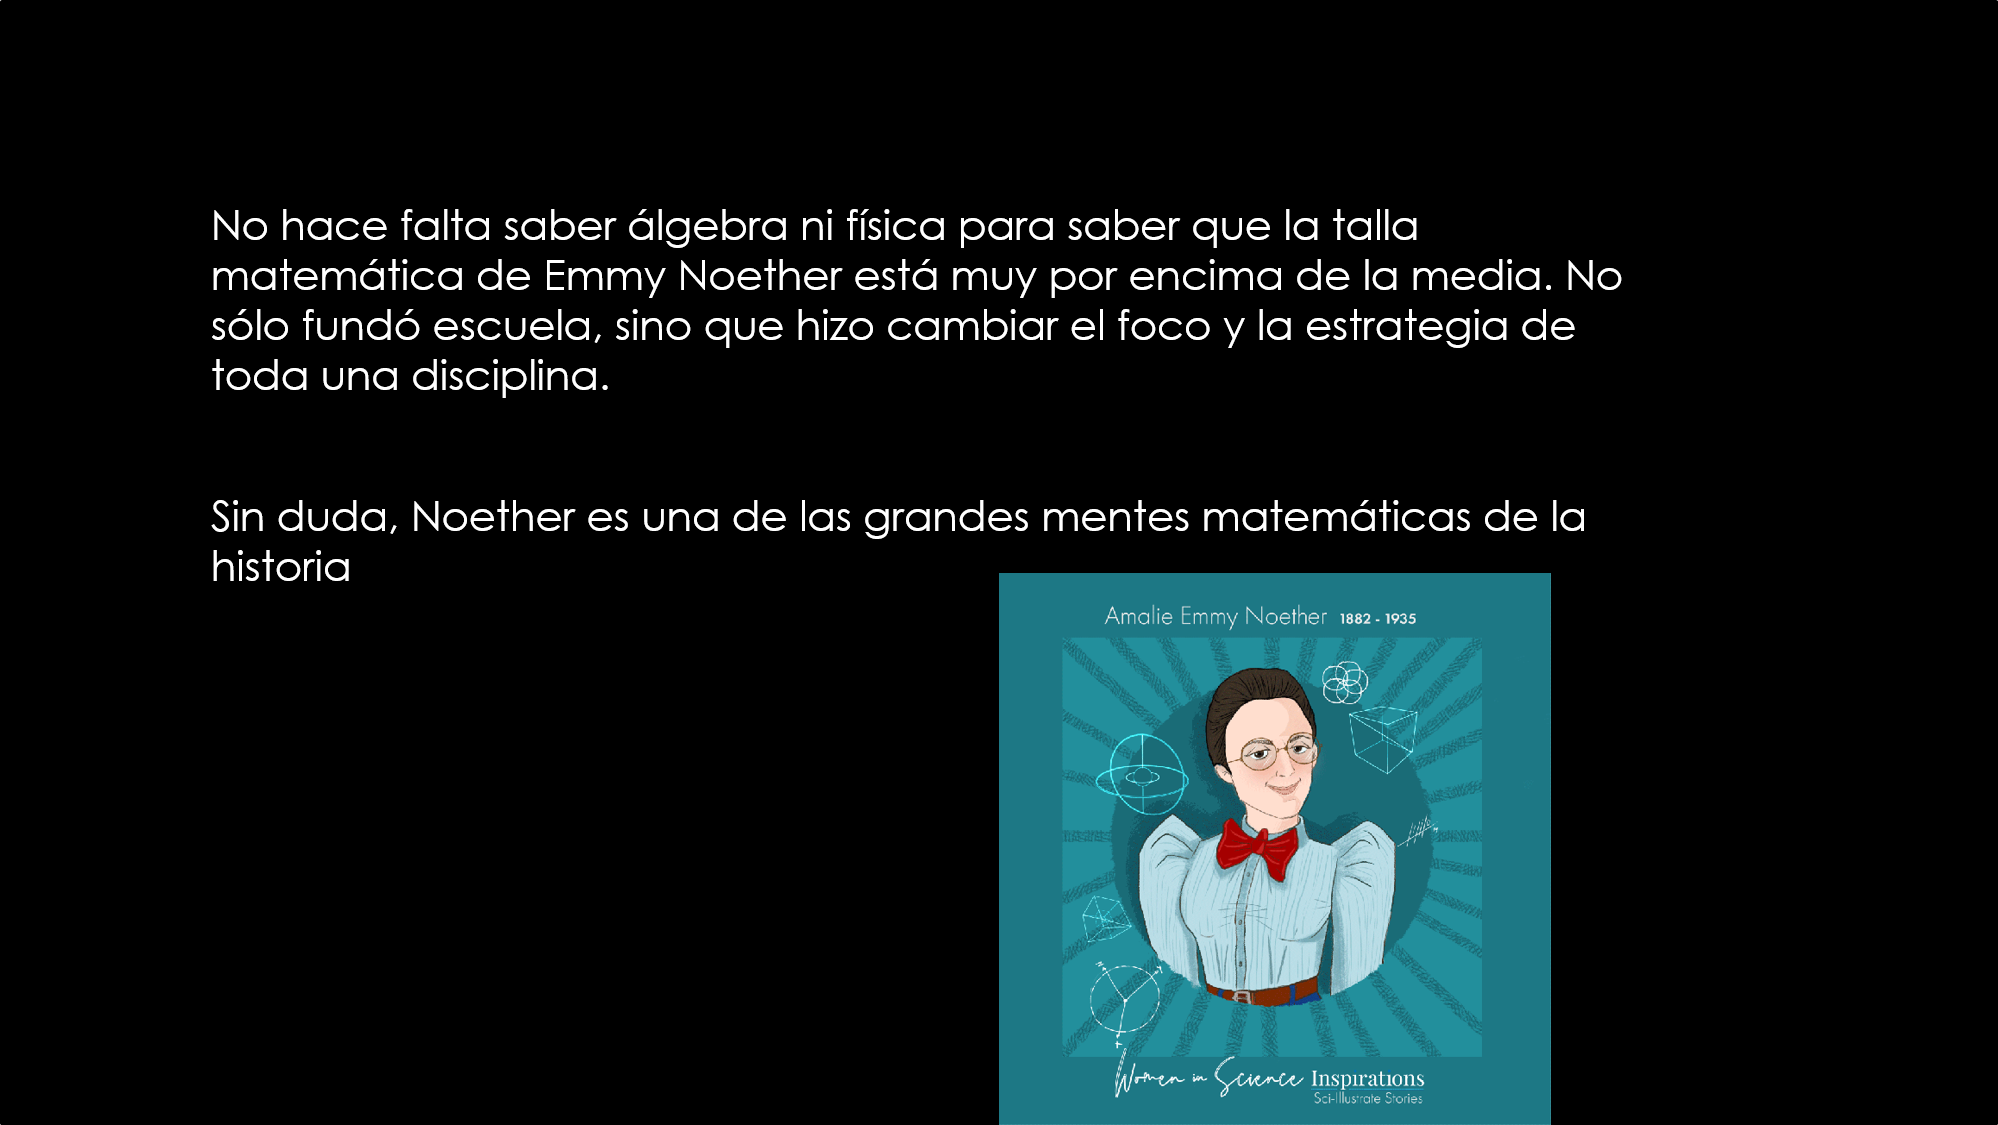 No hace falta saber álgebra ni física para saber que la talla
matemática de Emmy Noether está muy por encima de la media. No
sólo fundó escuela, sino que hizo cambiar el foco y la estrategia de
toda una disciplina.
Sin duda, Noether es una de las grandes mentes matemáticas de la
historia
Amalie Emmy Noether 1882 - 1935
Women in Science Inspirations
Sci-Illustrate Stories